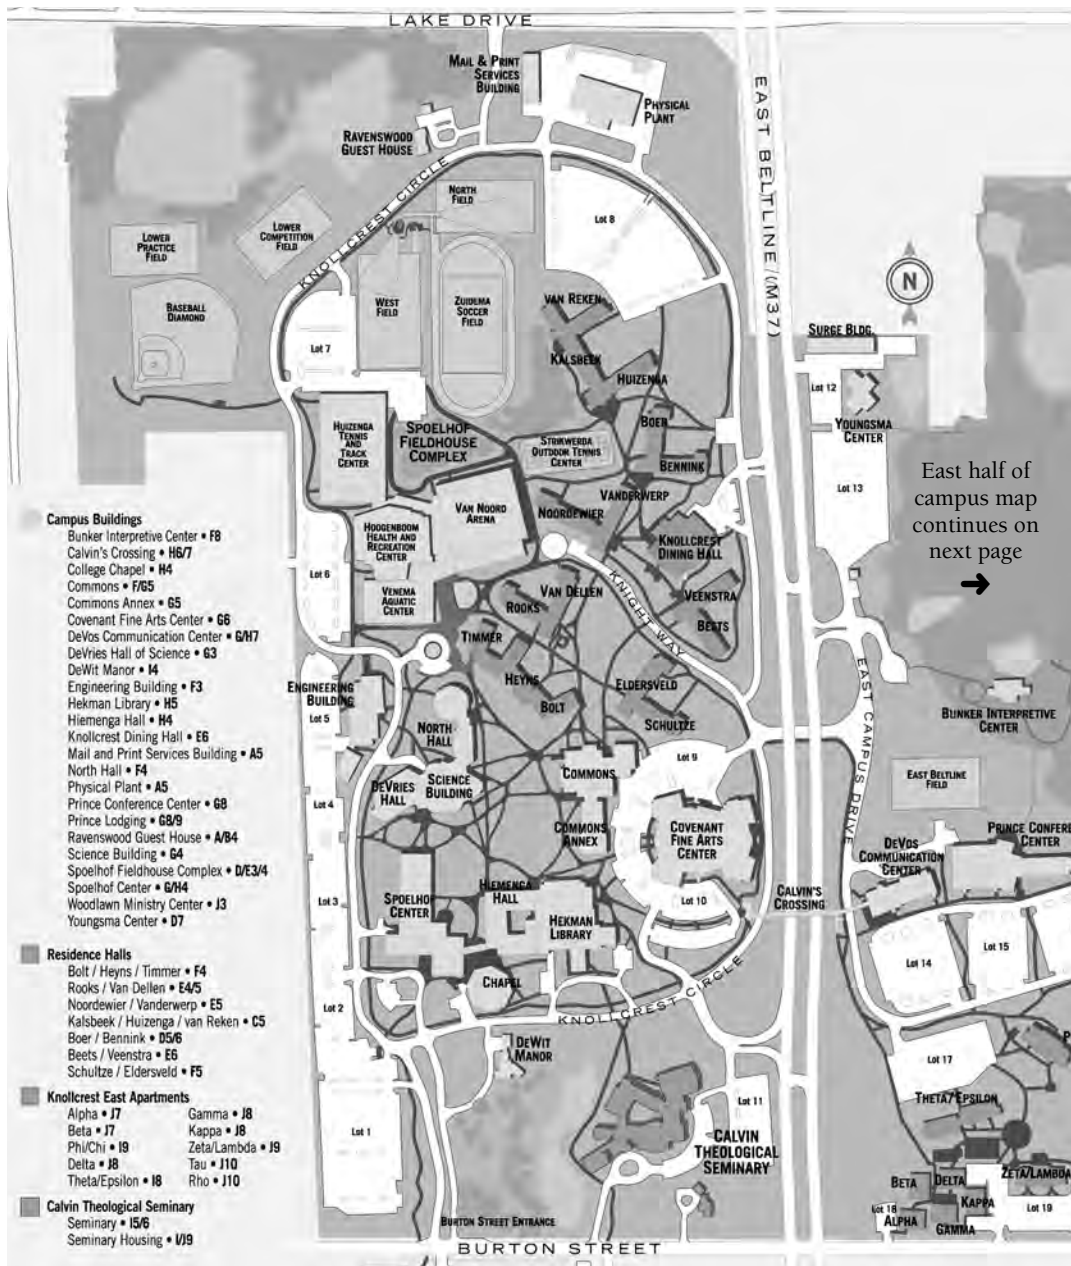 LAKE DRIVE
MAIL & PRINT
SERVICES
BUILDING
PHYSICAL
PLANT
RAVENSWOOD
GUEST HOUSE
KNOLLCREST CIRCLE
EAST BELTLINE/(M37)
NORTH
FIELD
Lot 8
LOWER
PRACTICE
FIELD
LOWER
COMPETITION
FIELD
BASEBALL
DIAMOND
WEST
FIELD
ZUIDEMA
SOCCER
FIELD
Lot 7
VAN REKEN
KALSBEEK
HUIZENGA
N
SURGE BLDG.
Lot 12
YOUNGSMA
CENTER
BOER
BENNINK
HUIZENGA
TENNIS
AND
TRACK
CENTER
SPOELHOF
FIELDHOUSE
COMPLEX
STRIKWERDA
OUTDOOR TENNIS
CENTER
Lot 13
East half of
campus map
continues on
next page
VANDERWERP
NOORDEWIER
VAN NOORD
ARENA
HOOGENBOOM
HEALTH AND
RECREATION
CENTER
KNOLLCREST
DINING HALL
Lot 6
VENEMA
AQUATIC
CENTER
VAN DELLEN
ROOKS
VEENSTRA
BEETS
KNIGHT WAY
TIMMER
HEYNS
BOLT
ELDERSVELD
SCHULTZE
ENGINEERING
BUILDING
Lot 5
NORTH
HALL
EAST CAMPUS DRIVE
BUNKER INTERPRETIVE
CENTER
Lot 9
COMMONS
SCIENCE
BUILDING
DEVRIES
HALL
Lot 4
EAST BELTLINE
FIELD
COMMONS
ANNEX
COVENANT
FINE ARTS
CENTER
DEVOS
COMMUNICATION
CENTER
PRINCE CONFERE
CENTER
HIEMENGA
HALL
SPOELHOF
CENTER
Lot 3
HEKMAN
LIBRARY
Lot 10
CALVIN'S
CROSSING
Lot 14
Lot 15
CHAPEL
KNOLLCREST CIRCLE
Lot 2
DEWIT
MANOR
Lot 17
P
THETA/EPSILON
Lot 11
Lot 1
CALVIN
THEOLOGICAL
SEMINARY
BETA
DELTA
ZETA/LAMBDA
KAPPA
Lot 18
ALPHA
GAMMA
Lot 19
BURTON STREET ENTRANCE
BURTON STREET
Campus Buildings
Bunker Interpretive Center • F8
Calvin's Crossing • H6/7
College Chapel • H4
Commons • F/G5
Commons Annex • G5
Covenant Fine Arts Center • G6
DeVos Communication Center • G/H7
DeVries Hall of Science • G3
DeWit Manor • I4
Engineering Building • F3
Hekman Library • H5
Hiemenga Hall • H4
Knollcrest Dining Hall • E6
Mail and Print Services Building • A5
North Hall • F4
Physical Plant • A5
Prince Conference Center • G8
Prince Lodging • G8/9
Ravenswood Guest House • A/B4
Science Building • G4
Spoelhof Fieldhouse Complex • D/E3/4
Spoelhof Center • G/H4
Woodlawn Ministry Center • J3
Youngsma Center • D7
Residence Halls
Bolt / Heyns / Timmer • F4
Rooks / Van Dellen • E4/5
Noordewier / Vanderwerp • E5
Kalsbeek / Huizenga / van Reken • C5
Boer / Bennink • D5/6
Beets / Veenstra • E6
Schultze / Eldersveld • F5
Knollcrest East Apartments
Alpha • J7 Gamma • J8
Beta • J7 Kappa • J8
Phi/Chi • I9 Zeta/Lambda • J9
Delta • J8 Tau • J10
Theta/Epsilon • I8 Rho • J10
Calvin Theological Seminary
Seminary • I5/6
Seminary Housing • I/J9